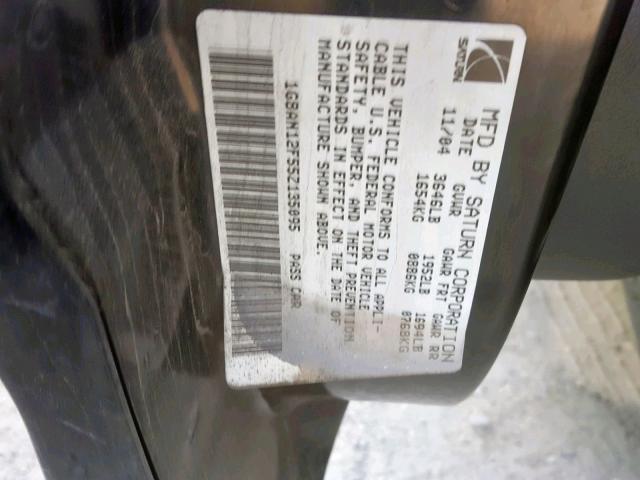 SATURN
MFD BY SATURN CORPORATION
DATE GVWR GAWR FRT GAWR RR
11/04 3646LB 1952LB 1694LB
1654KG 0886KG 0768KG
THIS VEHICLE CONFORMS TO ALL APPLI-
CABLE U.S. FEDERAL MOTOR VEHICLE
SAFETY, BUMPER, AND THEFT PREVENTION
STANDARDS IN EFFECT ON THE DATE OF
MANUFACTURE SHOWN ABOVE.
1G8AN12F55Z135095 PASS CAR